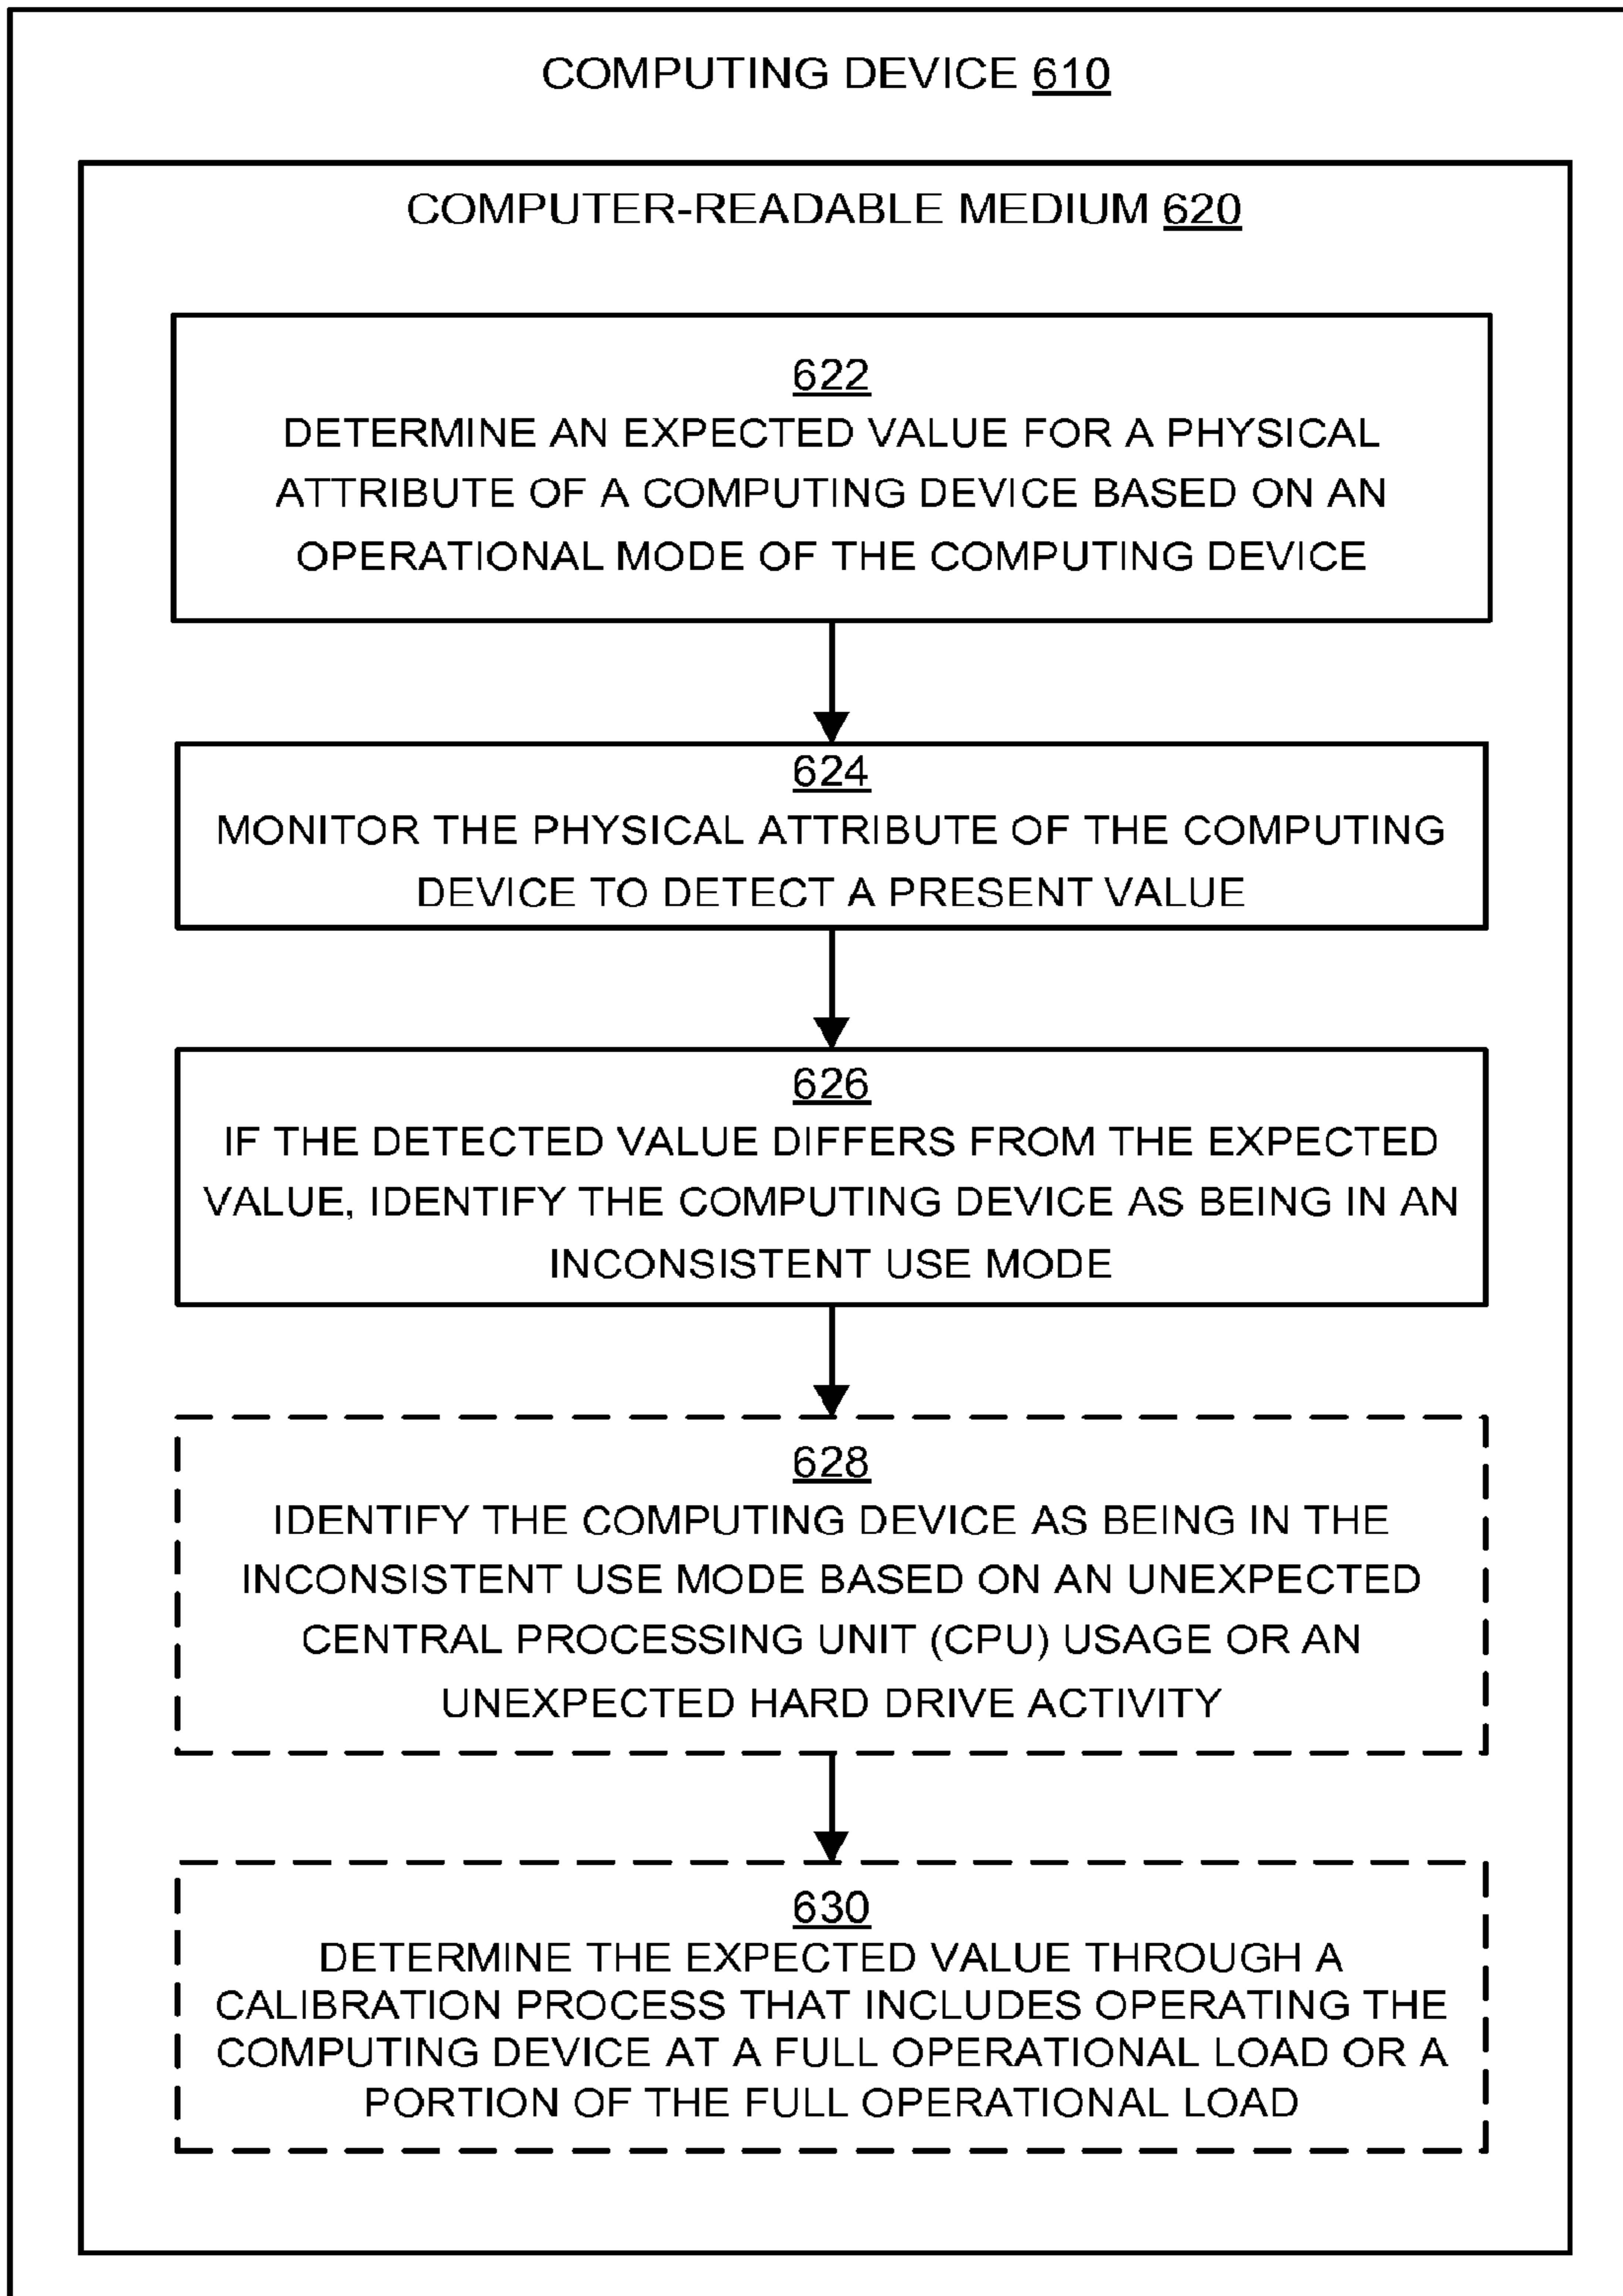 COMPUTING DEVICE 610
COMPUTER-READABLE MEDIUM 620
622
DETERMINE AN EXPECTED VALUE FOR A PHYSICAL
ATTRIBUTE OF A COMPUTING DEVICE BASED ON AN
OPERATIONAL MODE OF THE COMPUTING DEVICE
624
MONITOR THE PHYSICAL ATTRIBUTE OF THE COMPUTING
DEVICE TO DETECT A PRESENT VALUE
626
IF THE DETECTED VALUE DIFFERS FROM THE EXPECTED
VALUE, IDENTIFY THE COMPUTING DEVICE AS BEING IN AN
INCONSISTENT USE MODE
628
IDENTIFY THE COMPUTING DEVICE AS BEING IN THE
INCONSISTENT USE MODE BASED ON AN UNEXPECTED
CENTRAL PROCESSING UNIT (CPU) USAGE OR AN
UNEXPECTED HARD DRIVE ACTIVITY
630
DETERMINE THE EXPECTED VALUE THROUGH A
CALIBRATION PROCESS THAT INCLUDES OPERATING THE
COMPUTING DEVICE AT A FULL OPERATIONAL LOAD OR A
PORTION OF THE FULL OPERATIONAL LOAD